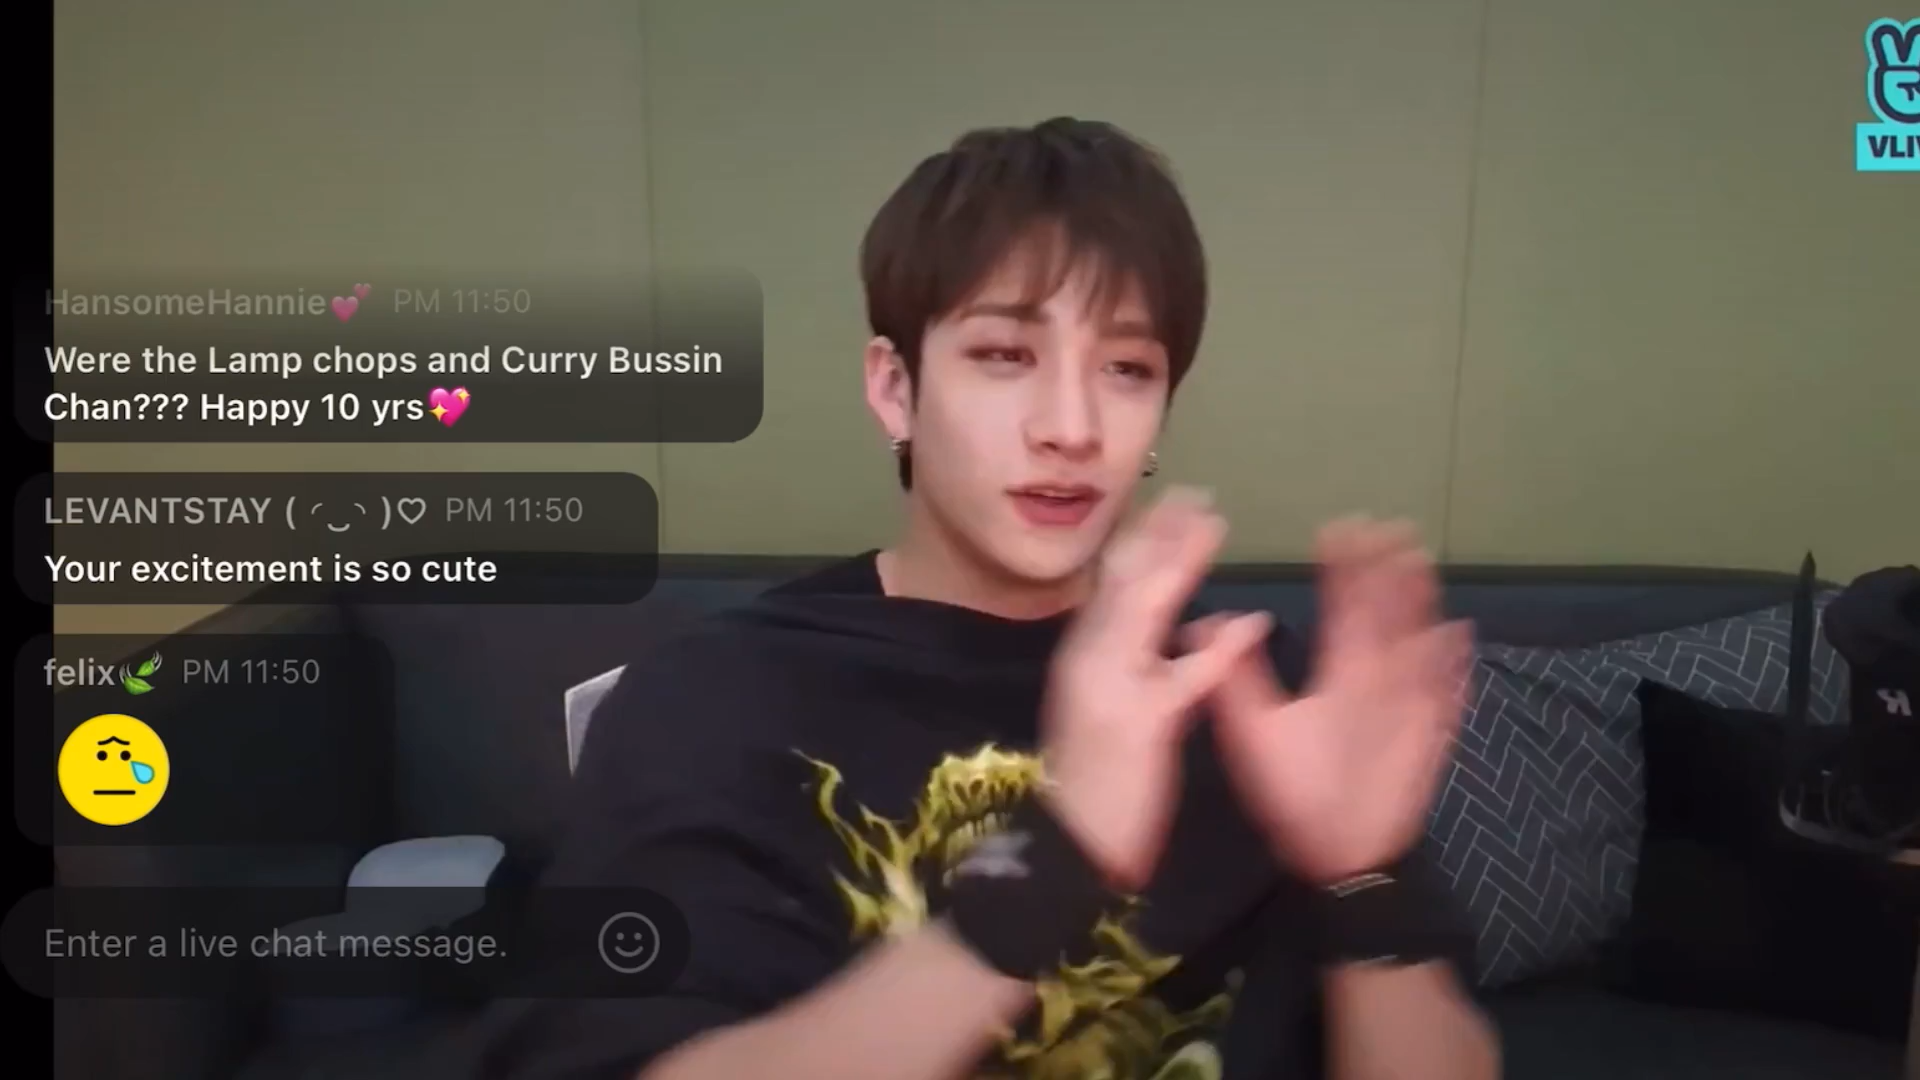 HansomeHannie💕 PM 11:50
Were the Lamp chops and Curry Bussin
Chan??? Happy 10 yrs💖
LEVANTSTAY ( ◜‿◝ )♡ PM 11:50
Your excitement is so cute
felix🍃 PM 11:50
Enter a live chat message.